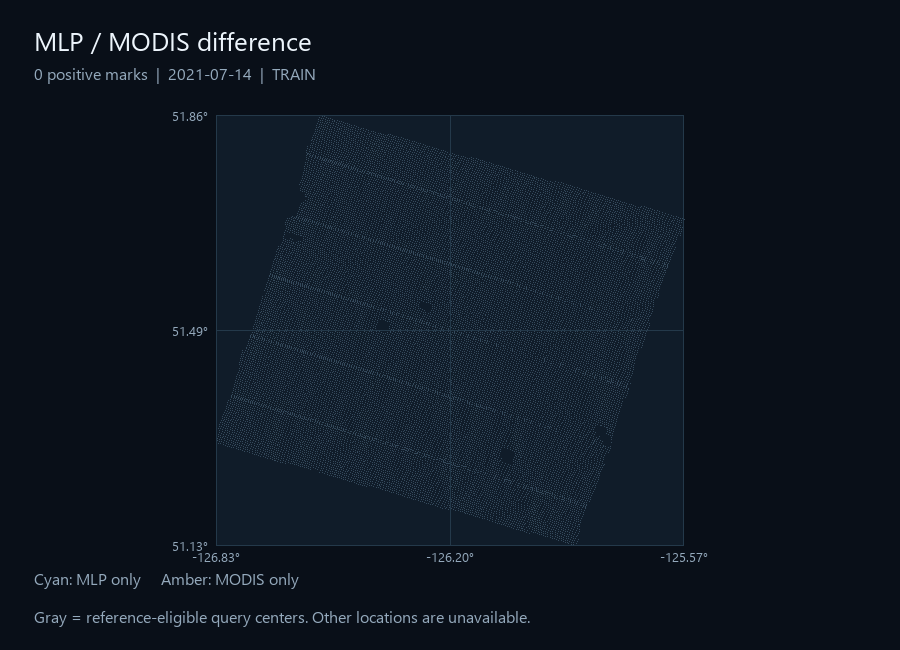 MLP / MODIS difference
0 positive marks | 2021-07-14 | TRAIN
51.86°
51.49°
51.13°
-126.83° -126.20° -125.57°
Cyan: MLP only Amber: MODIS only
Gray = reference-eligible query centers. Other locations are unavailable.